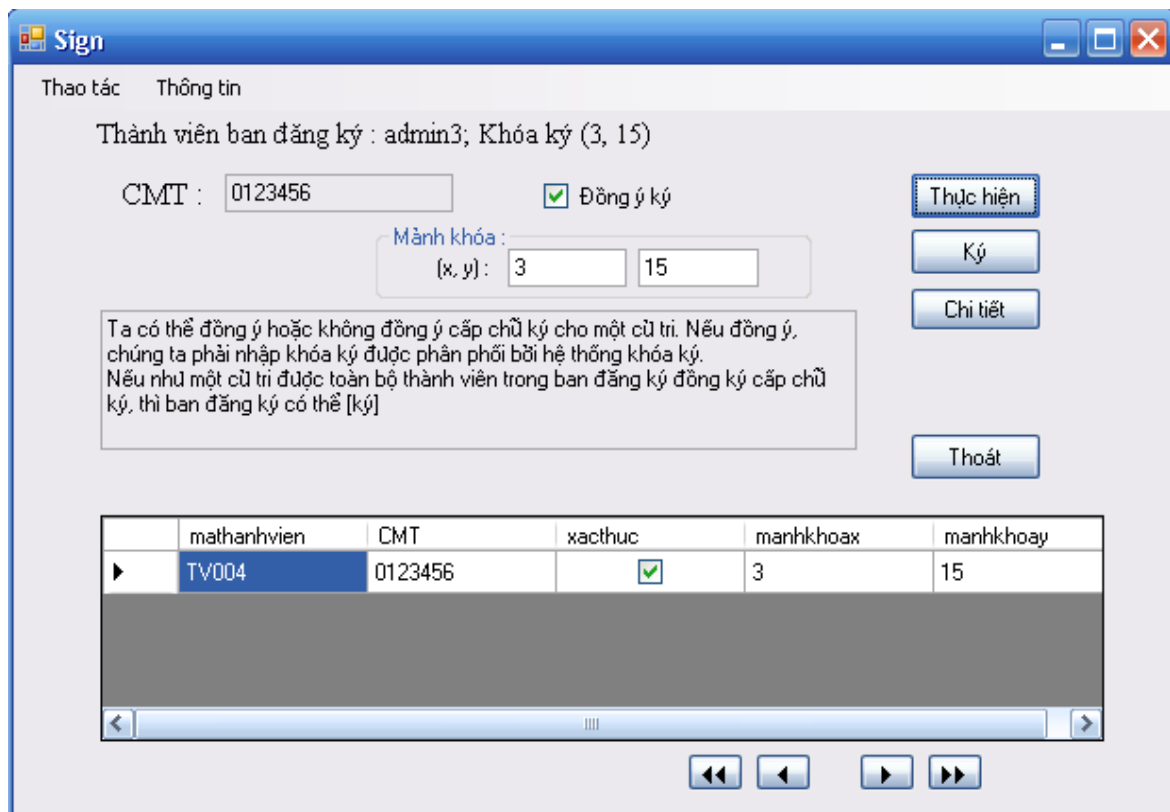 Sign
Thao tác Thông tin
Thành viên ban đăng ký : admin3; Khóa ký (3, 15)
CMT : 0123456 Đồng ý ký Thực hiện
Mảnh khóa :
(x, y) : 3 15 Ký
Chi tiết
Ta có thể đồng ý hoặc không đồng ý cấp chữ ký cho một cử tri. Nếu đồng ý,
chúng ta phải nhập khóa ký được phân phối bởi hệ thống khóa ký.
Nếu như một cử tri được toàn bộ thành viên trong ban đăng ký đồng ký cấp chữ
ký, thì ban đăng ký có thể [ký]
Thoát
mathanhvien CMT xacthuc manhkhoax manhkhoay
TV004 0123456 3 15